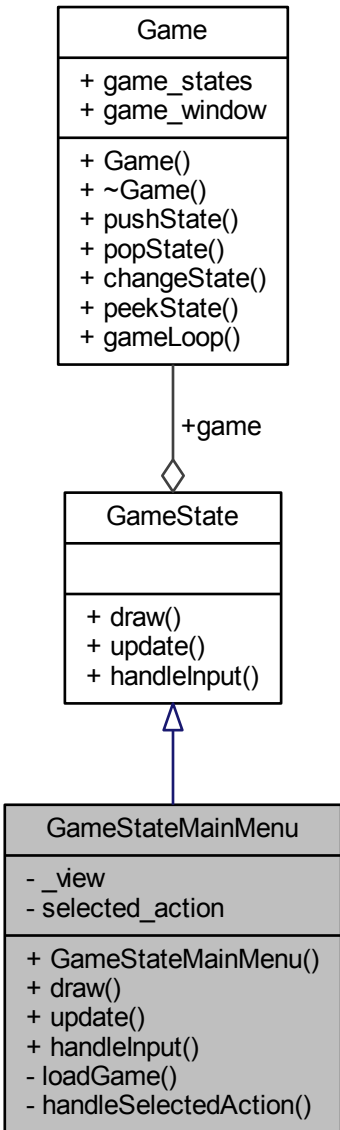 Game
+ game_states
+ game_window
+ Game()
+ ~Game()
+ pushState()
+ popState()
+ changeState()
+ peekState()
+ gameLoop()
+game
GameState
+ draw()
+ update()
+ handleInput()
GameStateMainMenu
- _view
- selected_action
+ GameStateMainMenu()
+ draw()
+ update()
+ handleInput()
- loadGame()
- handleSelectedAction()